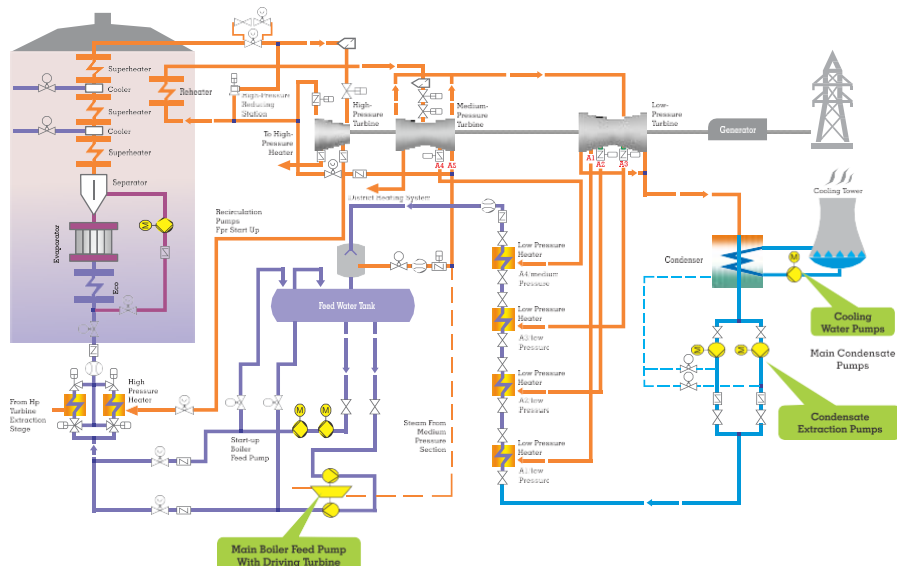 Superheater
Cooler
Superheater
Cooler
Superheater
Separator
Evaporator
Eco
Reheater
High-Pressure
Reducing
Station
To High-
Pressure
Heater
High-
Pressure
Turbine
Medium-
Pressure
Turbine
Low-
Pressure
Turbine
Generator
A4 A5
A1
A2
A3
District Heating System
Cooling Tower
Recirculation
Pumps
Fpr Start Up
M
Feed Water Tank
Low Pressure
Heater
A4 medium
Pressure
Low Pressure
Heater
A3 low
Pressure
Low Pressure
Heater
A2 low
Pressure
Low Pressure
Heater
A1 low
Pressure
Condenser
M
Cooling
Water Pumps
Main Condensate
Pumps
M
M
Condensate
Extraction Pumps
High
Pressure
Heater
From Hp
Turbine
Extraction
Stage
M
M
Start-up
Boiler
Feed Pump
Steam From
Medium
Pressure
Section
Main Boiler Feed Pump
With Driving Turbine